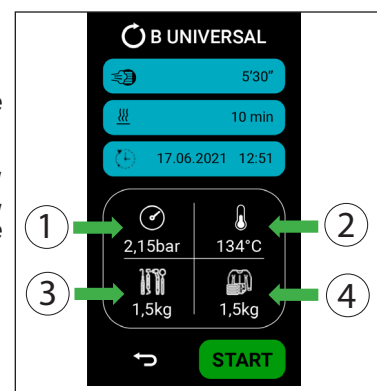 B UNIVERSAL
5'30"
10 min
17.06.2021 12:51
1
2
2,15bar 134°C
3
4
1,5kg 1,5kg
START